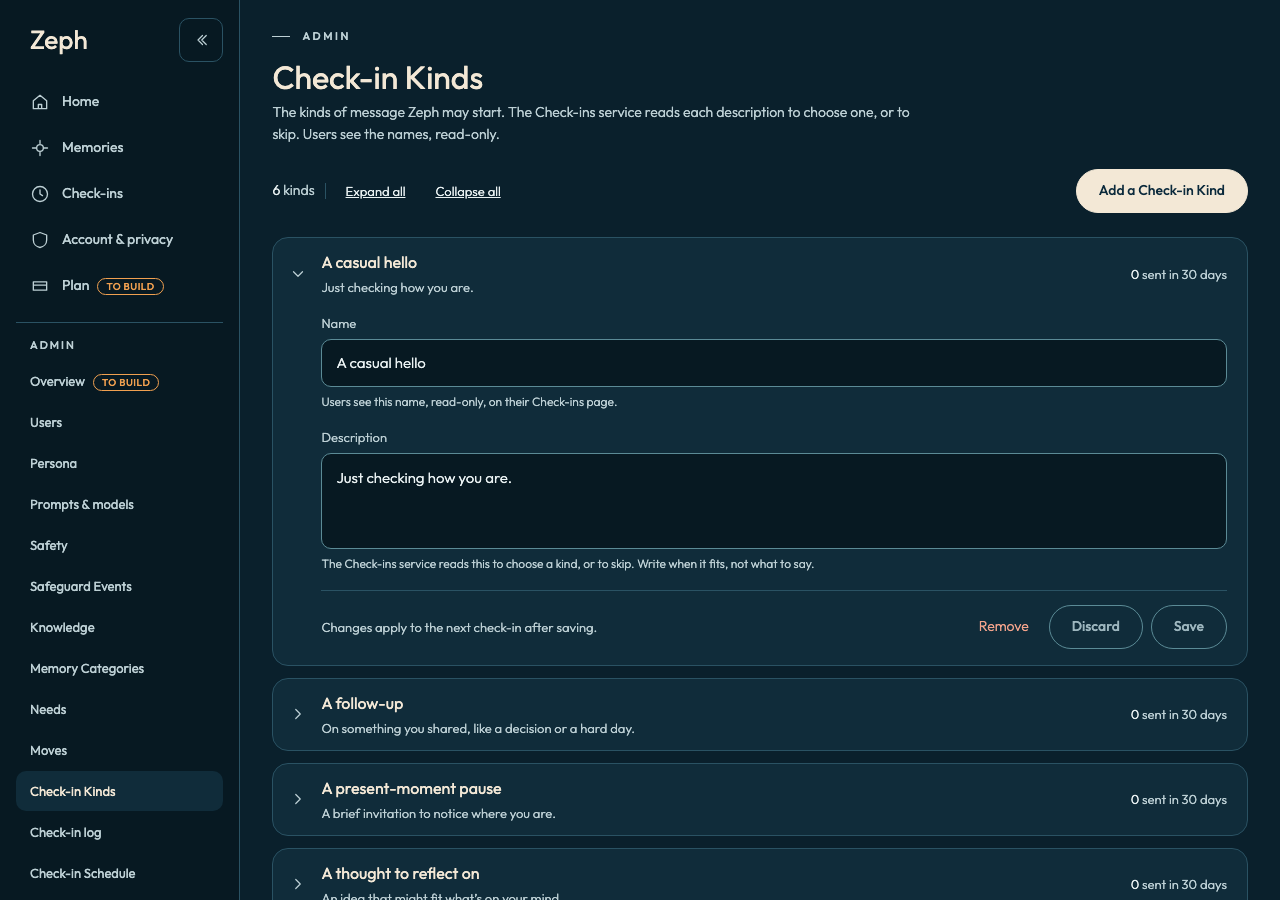 Zeph
Home
Memories
Check-ins
Account & privacy
Plan TO BUILD
ADMIN
Overview TO BUILD
Users
Persona
Prompts & models
Safety
Safeguard Events
Knowledge
Memory Categories
Needs
Moves
Check-in Kinds
Check-in log
Check-in Schedule
ADMIN
Check-in Kinds
The kinds of message Zeph may start. The Check-ins service reads each description to choose one, or to
skip. Users see the names, read-only.
6 kinds Expand all Collapse all
Add a Check-in Kind
A casual hello
Just checking how you are.
0 sent in 30 days
Name
A casual hello
Users see this name, read-only, on their Check-ins page.
Description
Just checking how you are.
The Check-ins service reads this to choose a kind, or to skip. Write when it fits, not what to say.
Changes apply to the next check-in after saving.
Remove Discard Save
A follow-up
On something you shared, like a decision or a hard day.
0 sent in 30 days
A present-moment pause
A brief invitation to notice where you are.
0 sent in 30 days
A thought to reflect on
An idea that might fit what's on your mind.
0 sent in 30 days